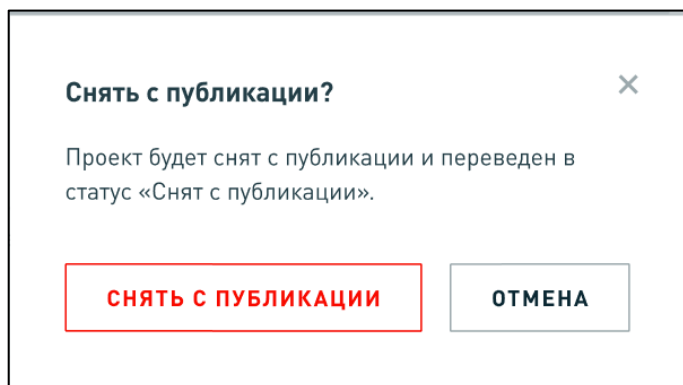 Снять с публикации?
Проект будет снят с публикации и переведен в
статус «Снят с публикации».
СНЯТЬ С ПУБЛИКАЦИИ
ОТМЕНА